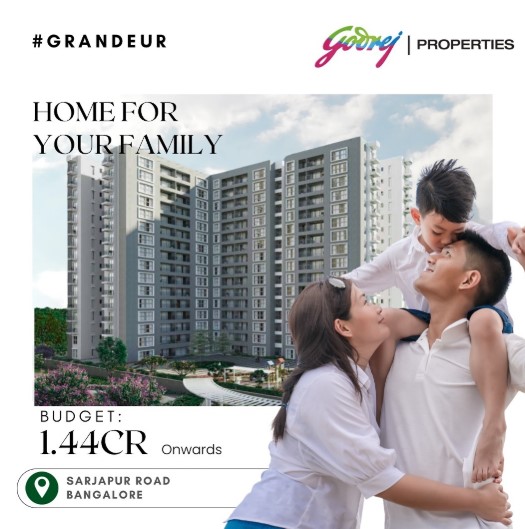 #GRANDEUR
Godrej | PROPERTIES
HOME FOR
YOUR FAMILY
BUDGET:
1.44CR Onwards
SARJAPUR ROAD
BANGALORE